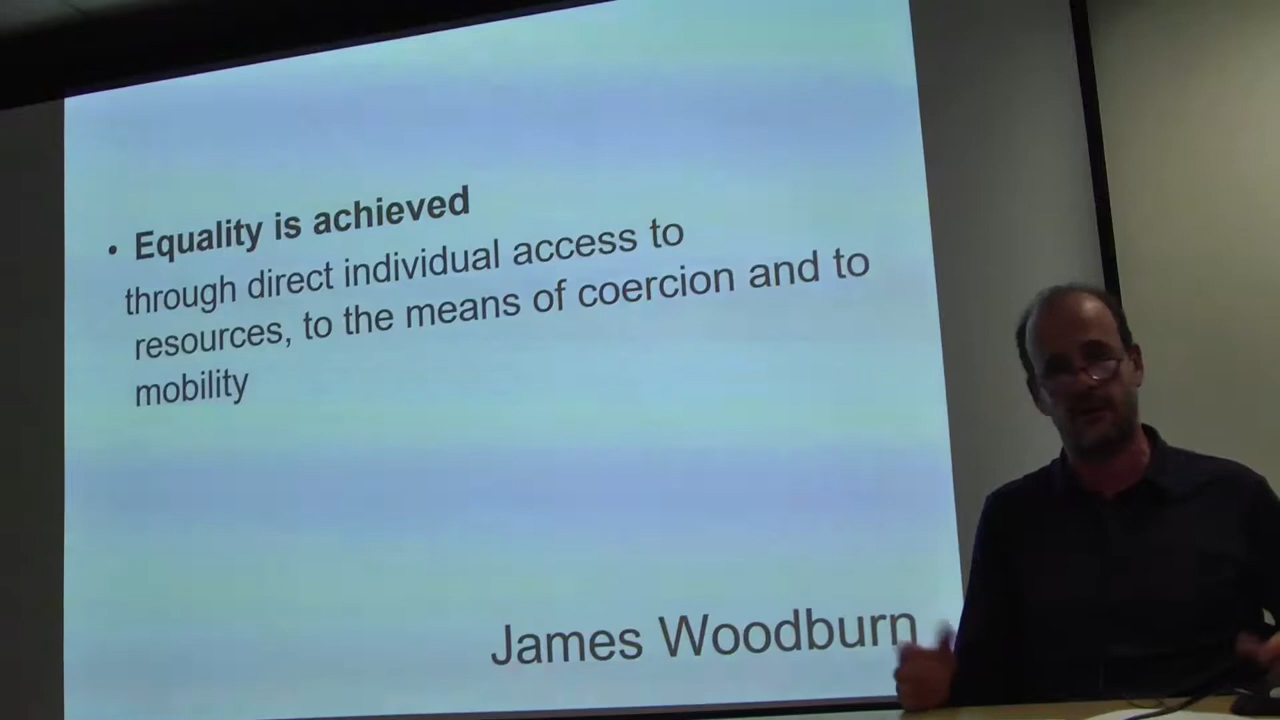 • Equality is achieved
through direct individual access to
resources, to the means of coercion and to
mobility
James Woodburn